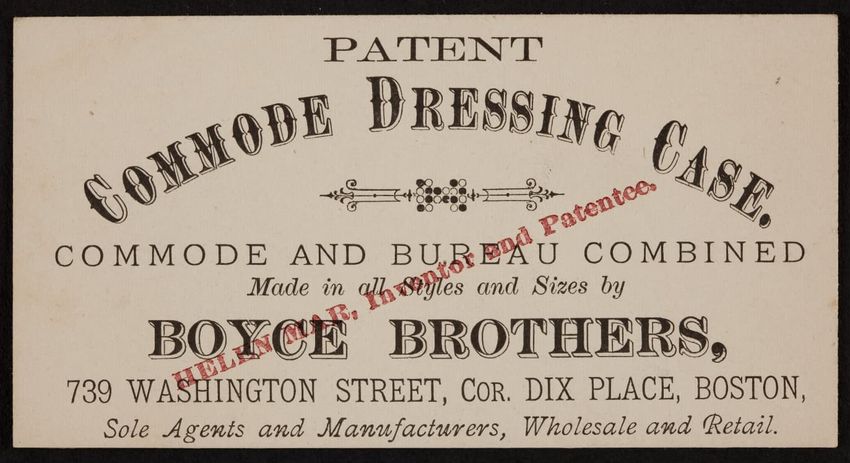 PATENT
COMMODE DRESSING CASE.
COMMODE AND BUREAU COMBINED
Made in all Styles and Sizes by
BOYCE BROTHERS,
739 WASHINGTON STREET, COR. DIX PLACE, BOSTON,
Sole Agents and Manufacturers, Wholesale and Retail.
HELEN MAR, Inventor and Patentee.